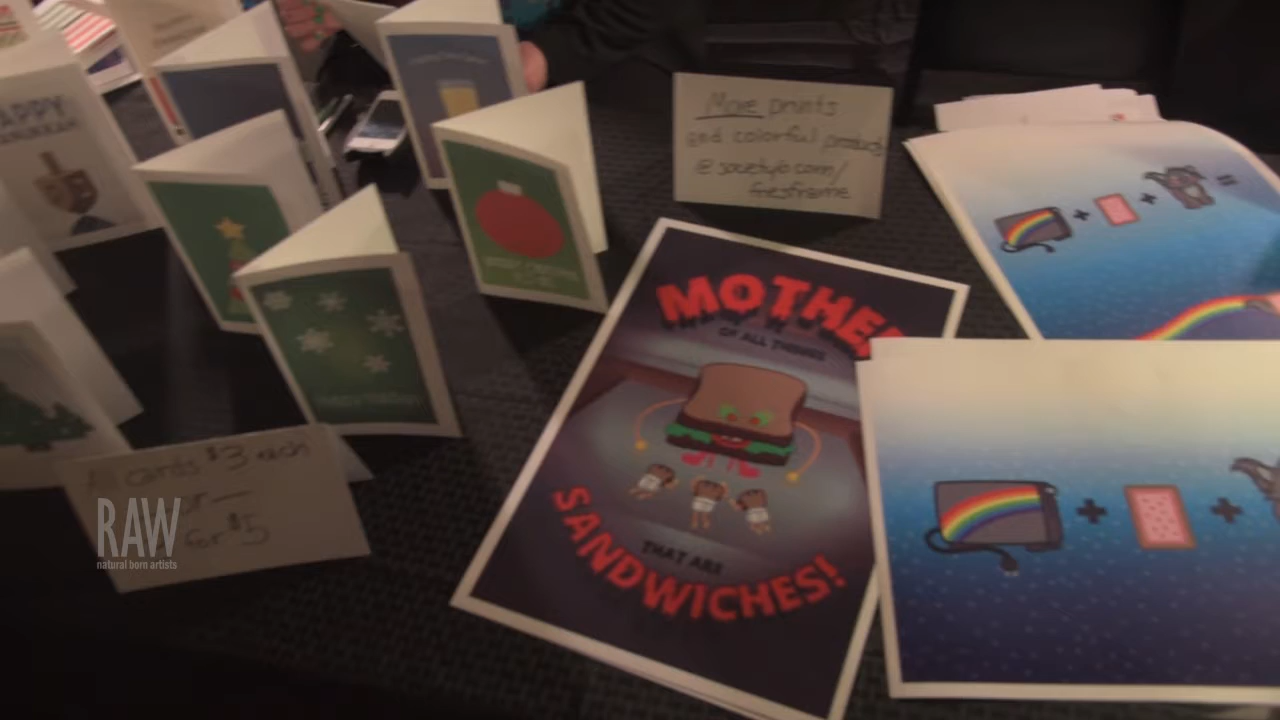 More prints
and colorful products
@ society6.com/
MOTHER
OF ALL THINGS
THAT ARE
SANDWICHES!
All cards $3 each
or—
for $5
RAW
natural born artists